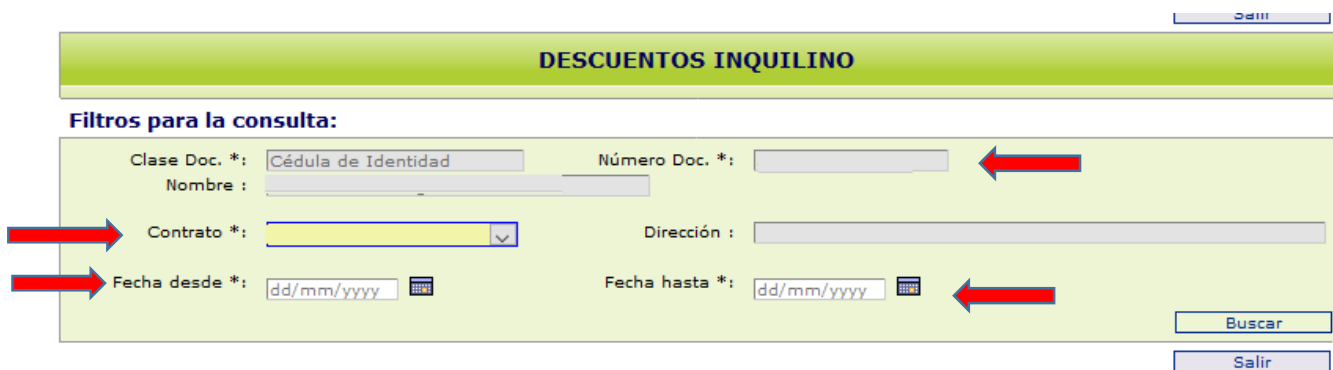 Salir
DESCUENTOS INQUILINO
Filtros para la consulta:
Clase Doc. *: Cédula de Identidad Número Doc. *:
Nombre :
Contrato *: Dirección :
Fecha desde *: dd/mm/yyyy Fecha hasta *: dd/mm/yyyy
Buscar
Salir